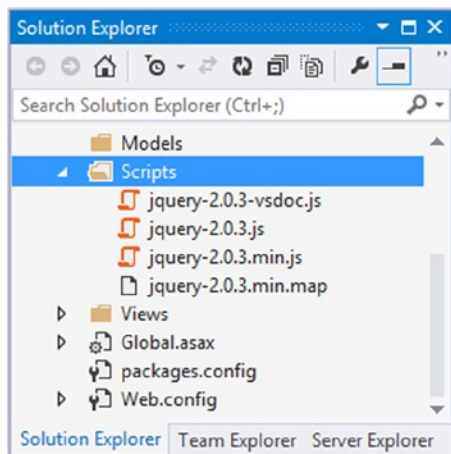 Solution Explorer
Search Solution Explorer (Ctrl+;)
Models
Scripts
jquery-2.0.3-vsdoc.js
jquery-2.0.3.js
jquery-2.0.3.min.js
jquery-2.0.3.min.map
Views
Global.asax
packages.config
Web.config
Solution Explorer Team Explorer Server Explorer